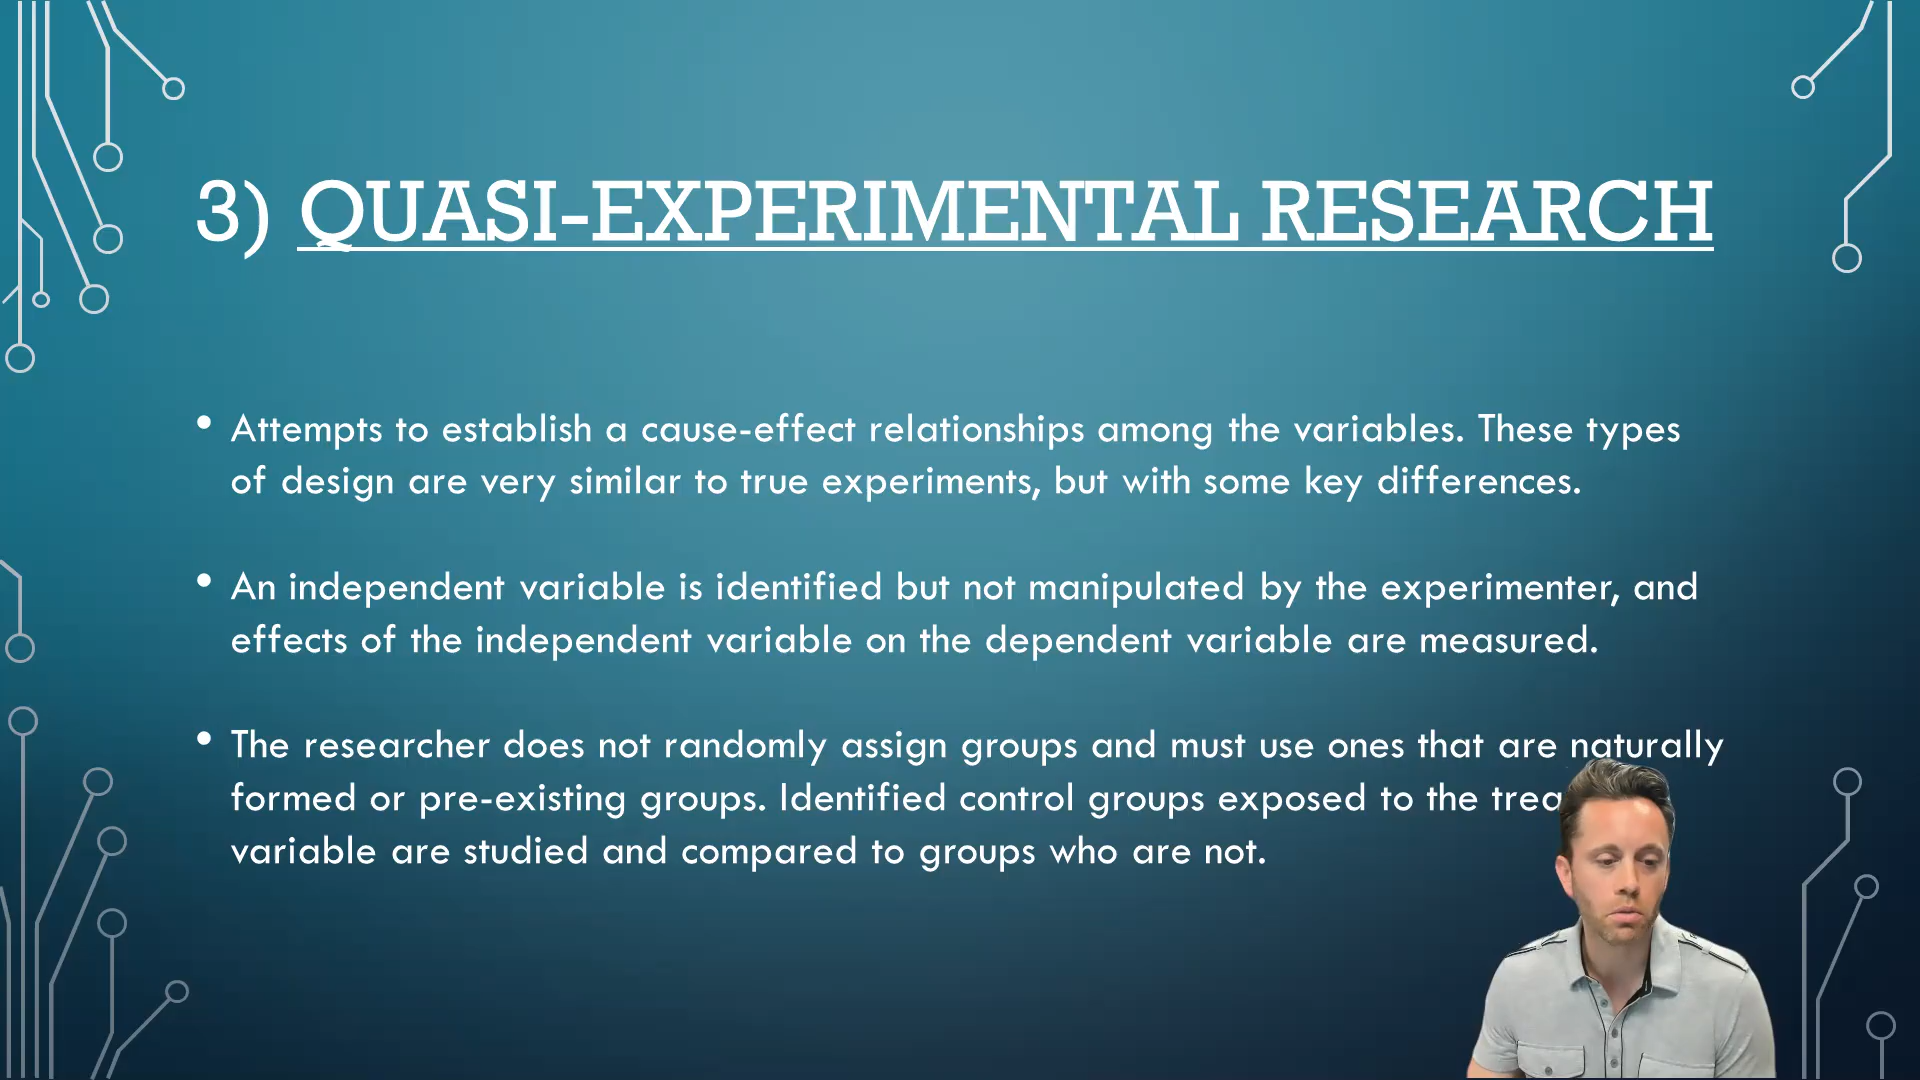 3) QUASI-EXPERIMENTAL RESEARCH
• Attempts to establish a cause-effect relationships among the variables. These types
of design are very similar to true experiments, but with some key differences.
• An independent variable is identified but not manipulated by the experimenter, and
effects of the independent variable on the dependent variable are measured.
• The researcher does not randomly assign groups and must use ones that are naturally
formed or pre-existing groups. Identified control groups exposed to the
variable are studied and compared to groups who are not.